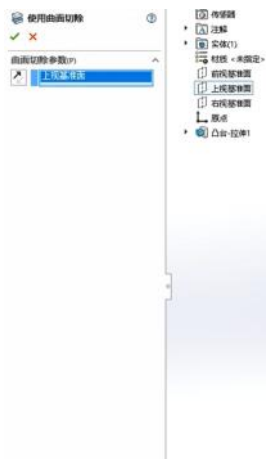 使用曲面切除
曲面切除参数(P)
上视基准面
传感器
注解
实体(1)
材质 <未指定>
前视基准面
上视基准面
右视基准面
原点
凸台-拉伸1